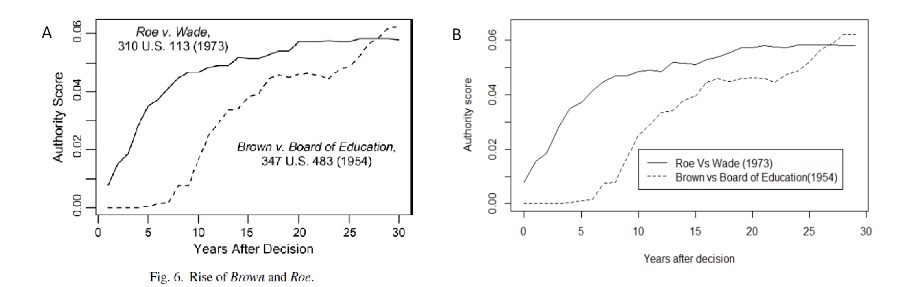 A
Roe v. Wade,
310 U.S. 113 (1973)
Brown v. Board of Education,
347 U.S. 483 (1954)
Authority Score
0.00
0.02
0.04
0.06
0
5
10
15
20
25
30
Years After Decision
Fig. 6. Rise of Brown and Roe.
B
Authority score
0.00
0.02
0.04
0.06
Roe Vs Wade (1973)
Brown vs Board of Education(1954)
0
5
10
15
20
25
30
Years after decision